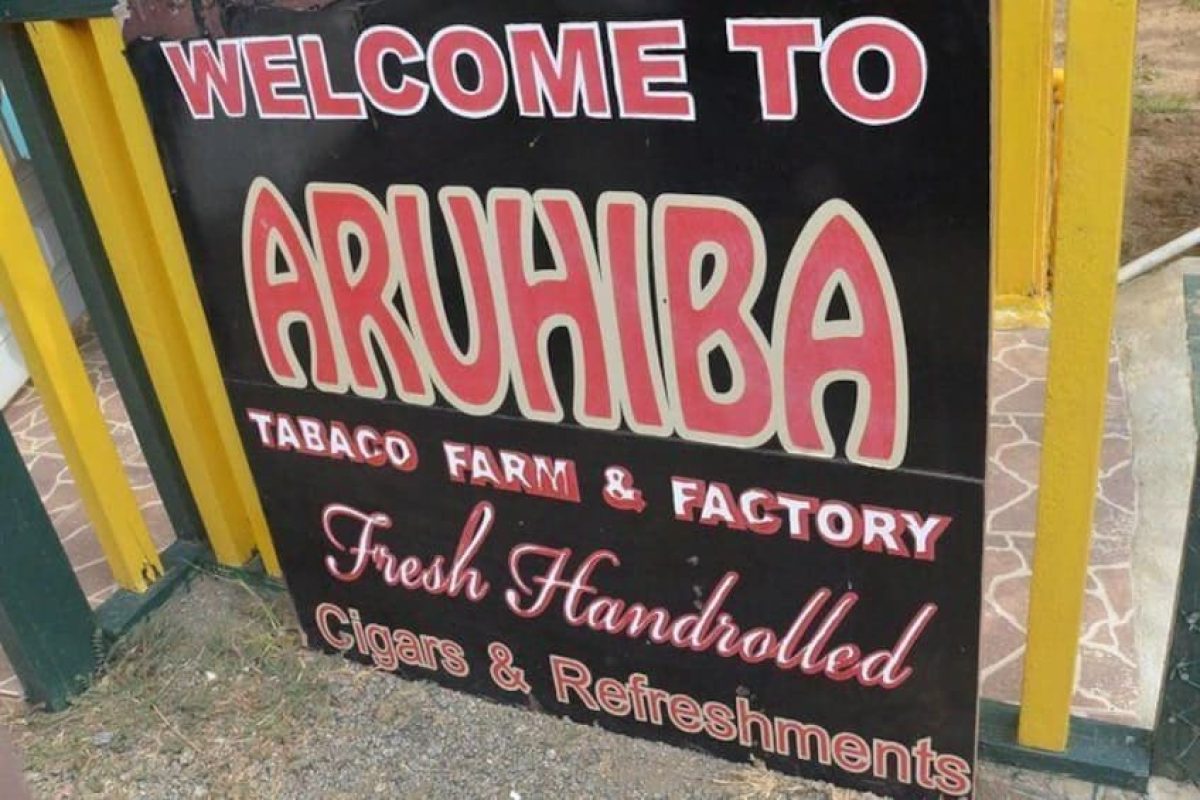 WELCOME TO
ARUHIBA
TABACO FARM & FACTORY
Fresh Handrolled
Cigars & Refreshments